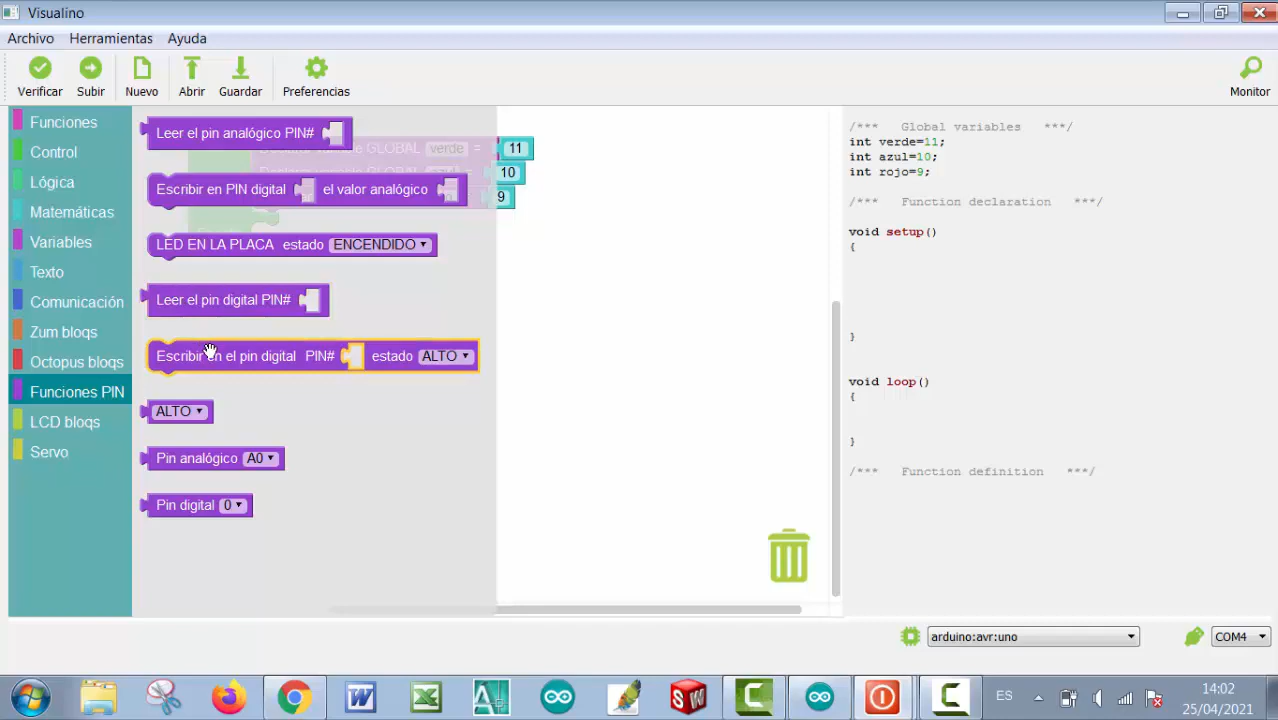 Visualino
Archivo Herramientas Ayuda
Verificar Subir Nuevo Abrir Guardar Preferencias Monitor
Funciones
Control
Lógica
Matemáticas
Variables
Texto
Comunicación
Zum bloqs
Octopus bloqs
Funciones PIN
LCD bloqs
Servo
Leer el pin analógico PIN#
GLOBAL verde = 11
10
Escribir en PIN digital el valor analógico
9
LED EN LA PLACA estado ENCENDIDO
Leer el pin digital PIN#
Escribir en el pin digital PIN# estado ALTO
ALTO
Pin analógico A0
Pin digital 0
/*** Global variables ***/
int verde=11;
int azul=10;
int rojo=9;
/*** Function declaration ***/
void setup()
{
}
void loop()
{
}
/*** Function definition ***/
arduino:avr:uno COM4
ES 14:02
25/04/2021